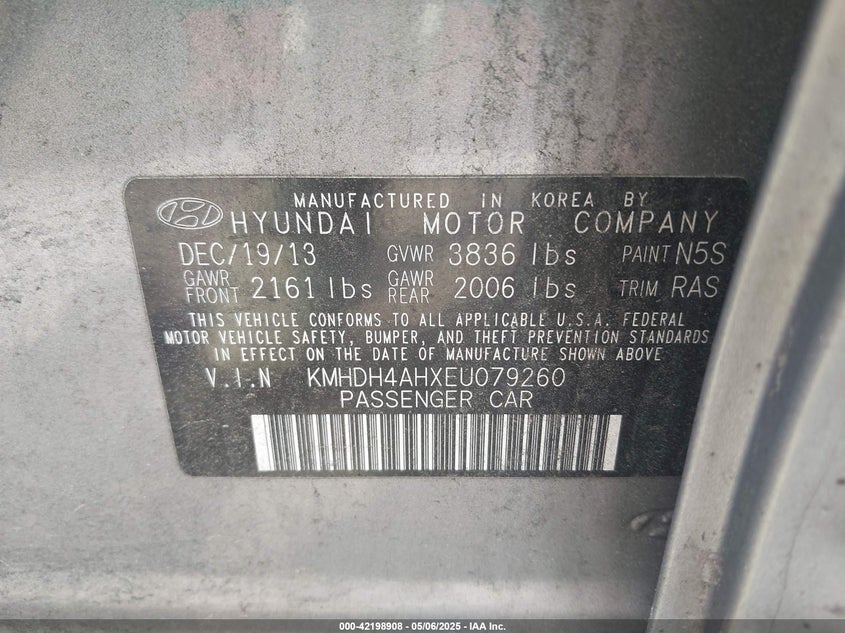 MANUFACTURED IN KOREA BY
HYUNDAI MOTOR COMPANY
DEC/19/13 GVWR 3836 lbs PAINT N5S
GAWR FRONT 2161 lbs GAWR REAR 2006 lbs TRIM RAS
THIS VEHICLE CONFORMS TO ALL APPLICABLE U.S.A. FEDERAL
MOTOR VEHICLE SAFETY, BUMPER, AND THEFT PREVENTION STANDARDS
IN EFFECT ON THE DATE OF MANUFACTURE SHOWN ABOVE
V.I.N KMHDH4AHXEU079260
PASSENGER CAR
000-42198908 - 05/06/2025 - IAA Inc.